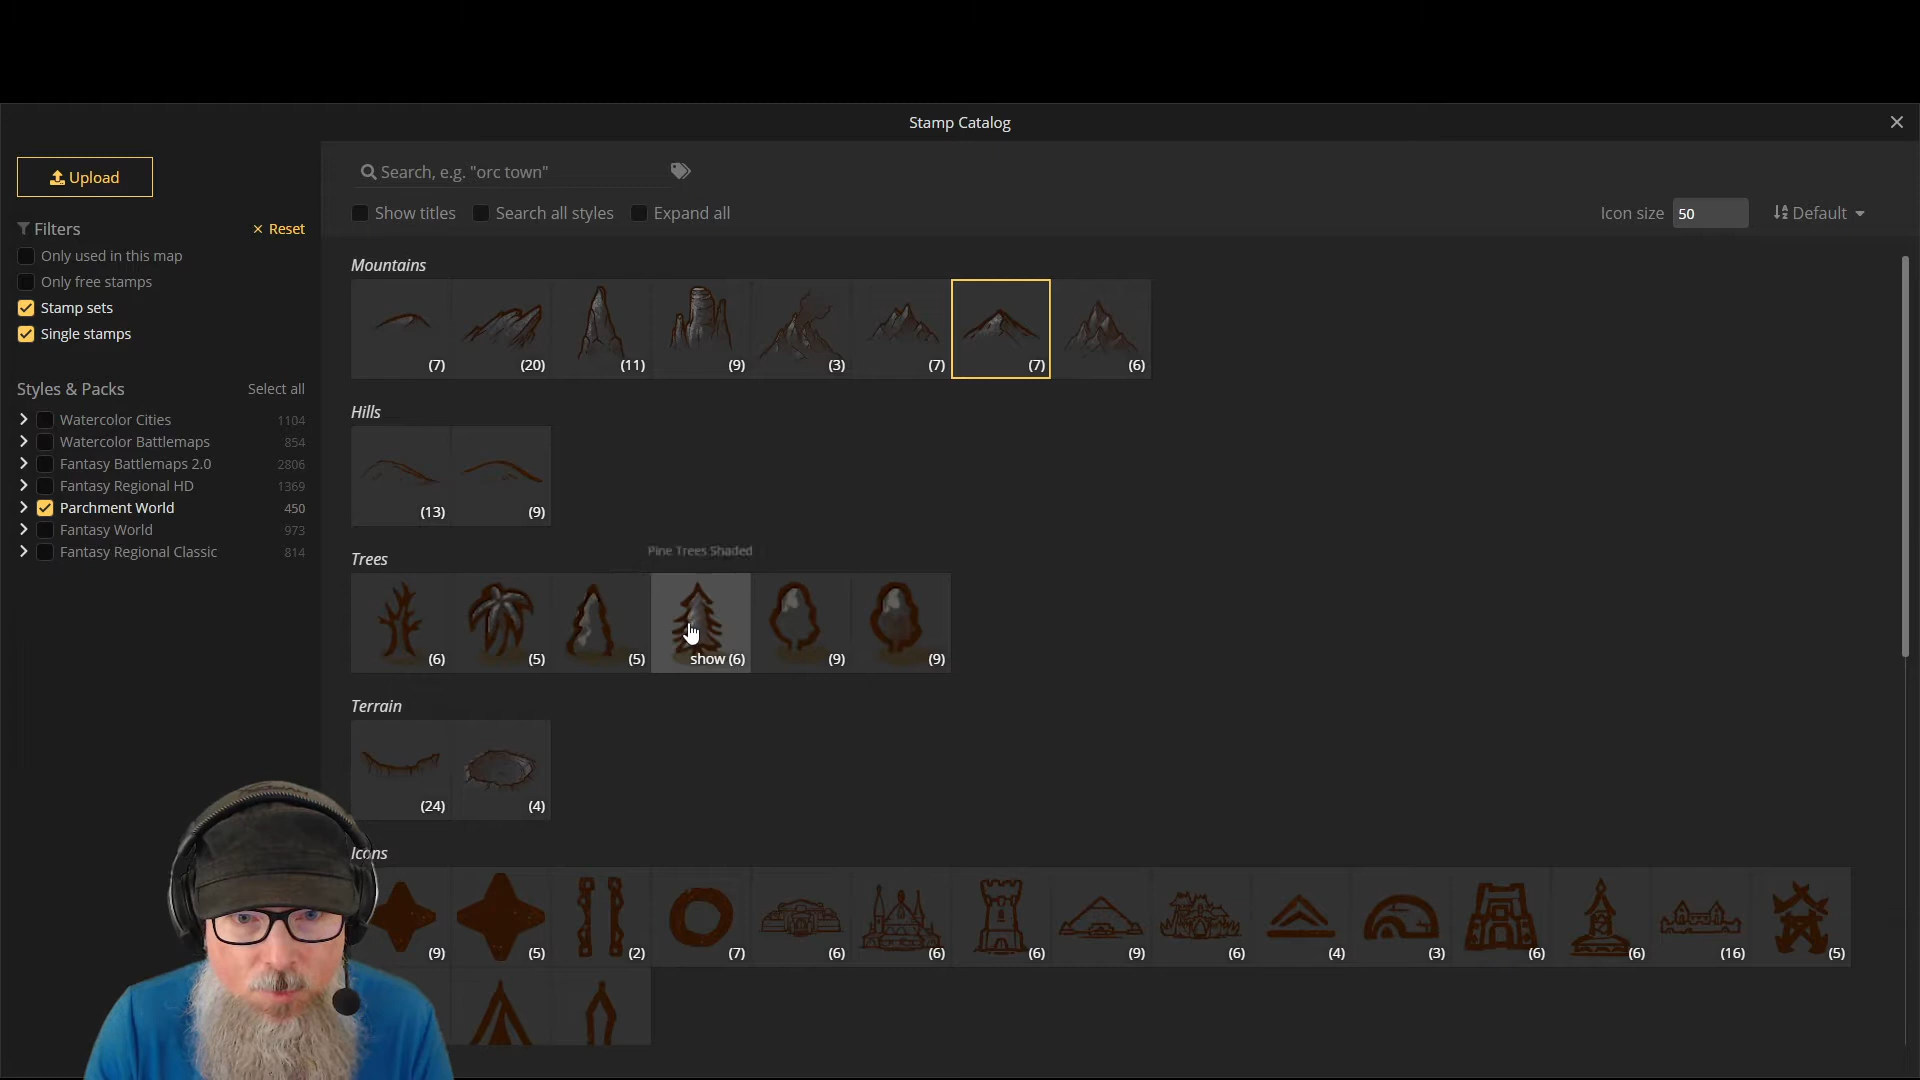 Stamp Catalog
Upload
Search, e.g. "orc town"
Show titles
Search all styles
Expand all
Icon size 50
Default
Filters
Reset
Only used in this map
Only free stamps
Stamp sets
Single stamps
Styles & Packs
Select all
Watercolor Cities 1104
Watercolor Battlemaps 854
Fantasy Battlemaps 2.0 2806
Fantasy Regional HD 1369
Parchment World 450
Fantasy World 973
Fantasy Regional Classic 814
Mountains
(7) (20) (11) (9) (3) (7) (7) (6)
Hills
(13) (9)
Trees
Pine Trees Shaded
(6) (5) (5) show (6) (9) (9)
Terrain
(24) (4)
Icons
(9) (5) (2) (7) (6) (6) (6) (9) (6) (4) (3) (6) (6) (16) (5)